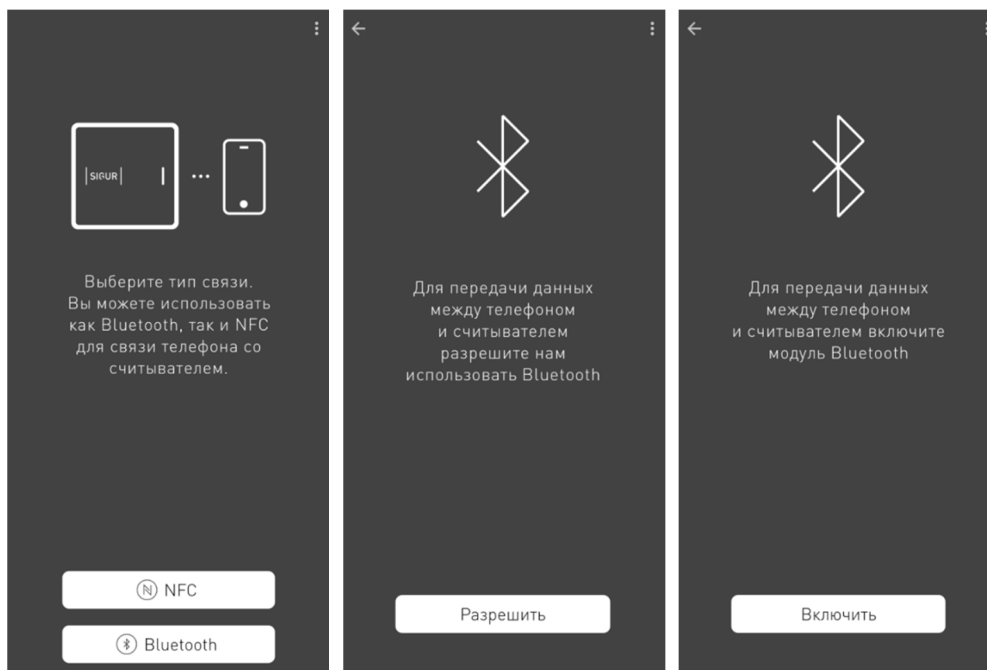 SIGUR
Выберите тип связи.
Вы можете использовать
как Bluetooth, так и NFC
для связи телефона со
считывателем.
NFC
Bluetooth
Для передачи данных
между телефоном
и считывателем
разрешите нам
использовать Bluetooth
Разрешить
Для передачи данных
между телефоном
и считывателем включите
модуль Bluetooth
Включить